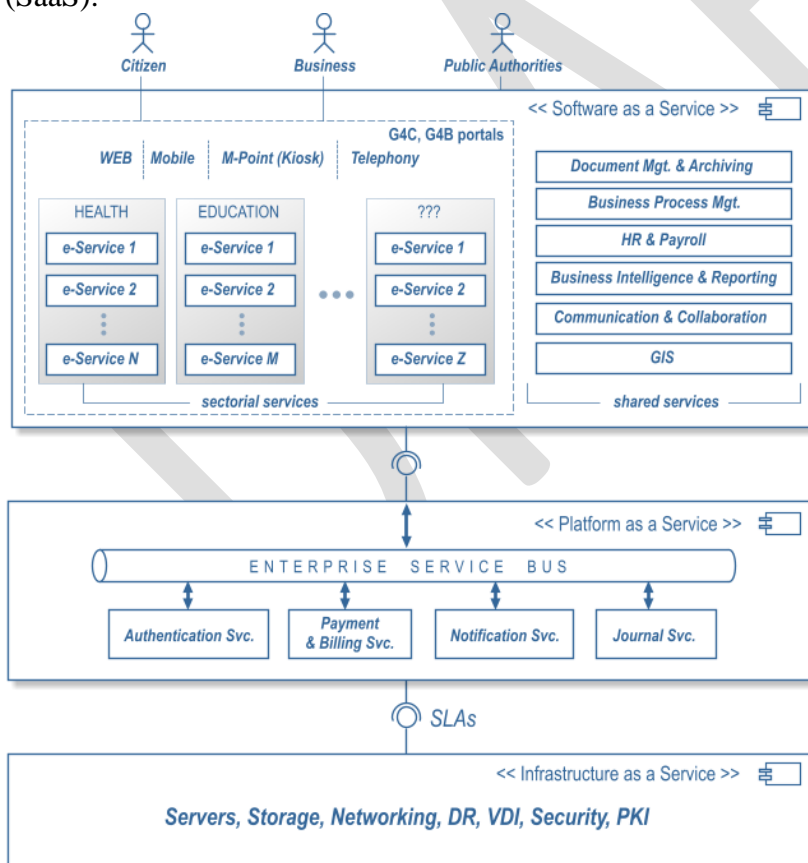 (SaaS).
Citizen
Business
Public Authorities
<< Software as a Service >>
G4C, G4B portals
WEB
Mobile
M-Point (Kiosk)
Telephony
HEALTH
e-Service 1
e-Service 2
e-Service N
EDUCATION
e-Service 1
e-Service 2
e-Service M
???
e-Service 1
e-Service 2
e-Service Z
sectorial services
Document Mgt. & Archiving
Business Process Mgt.
HR & Payroll
Business Intelligence & Reporting
Communication & Collaboration
GIS
shared services
<< Platform as a Service >>
ENTERPRISE SERVICE BUS
Authentication Svc.
Payment
& Billing Svc.
Notification Svc.
Journal Svc.
SLAs
<< Infrastructure as a Service >>
Servers, Storage, Networking, DR, VDI, Security, PKI